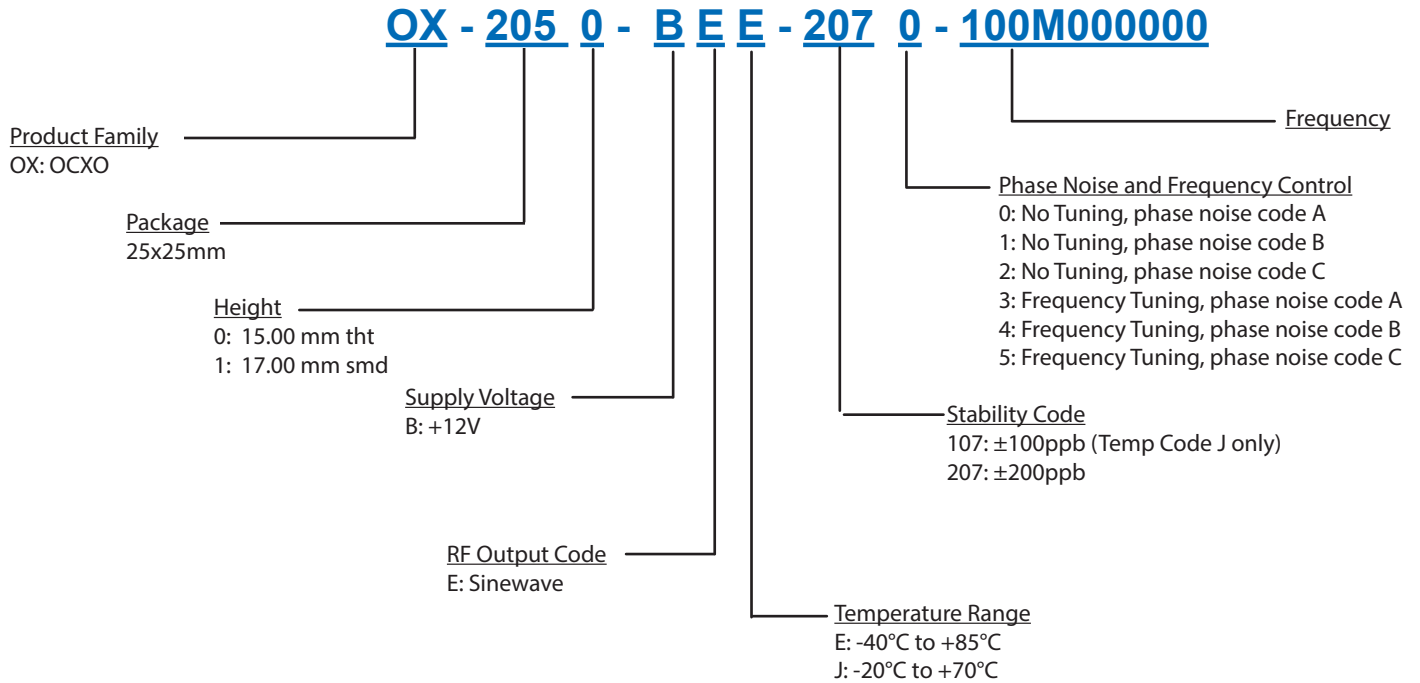 OX - 205 0 - B E E - 207 0 - 100M000000
Frequency
Product Family
OX: OCXO
Phase Noise and Frequency Control
0: No Tuning, phase noise code A
1: No Tuning, phase noise code B
2: No Tuning, phase noise code C
3: Frequency Tuning, phase noise code A
4: Frequency Tuning, phase noise code B
5: Frequency Tuning, phase noise code C
Package
25x25mm
Height
0: 15.00 mm tht
1: 17.00 mm smd
Supply Voltage
B: +12V
Stability Code
107: ±100ppb (Temp Code J only)
207: ±200ppb
RF Output Code
E: Sinewave
Temperature Range
E: -40°C to +85°C
J: -20°C to +70°C